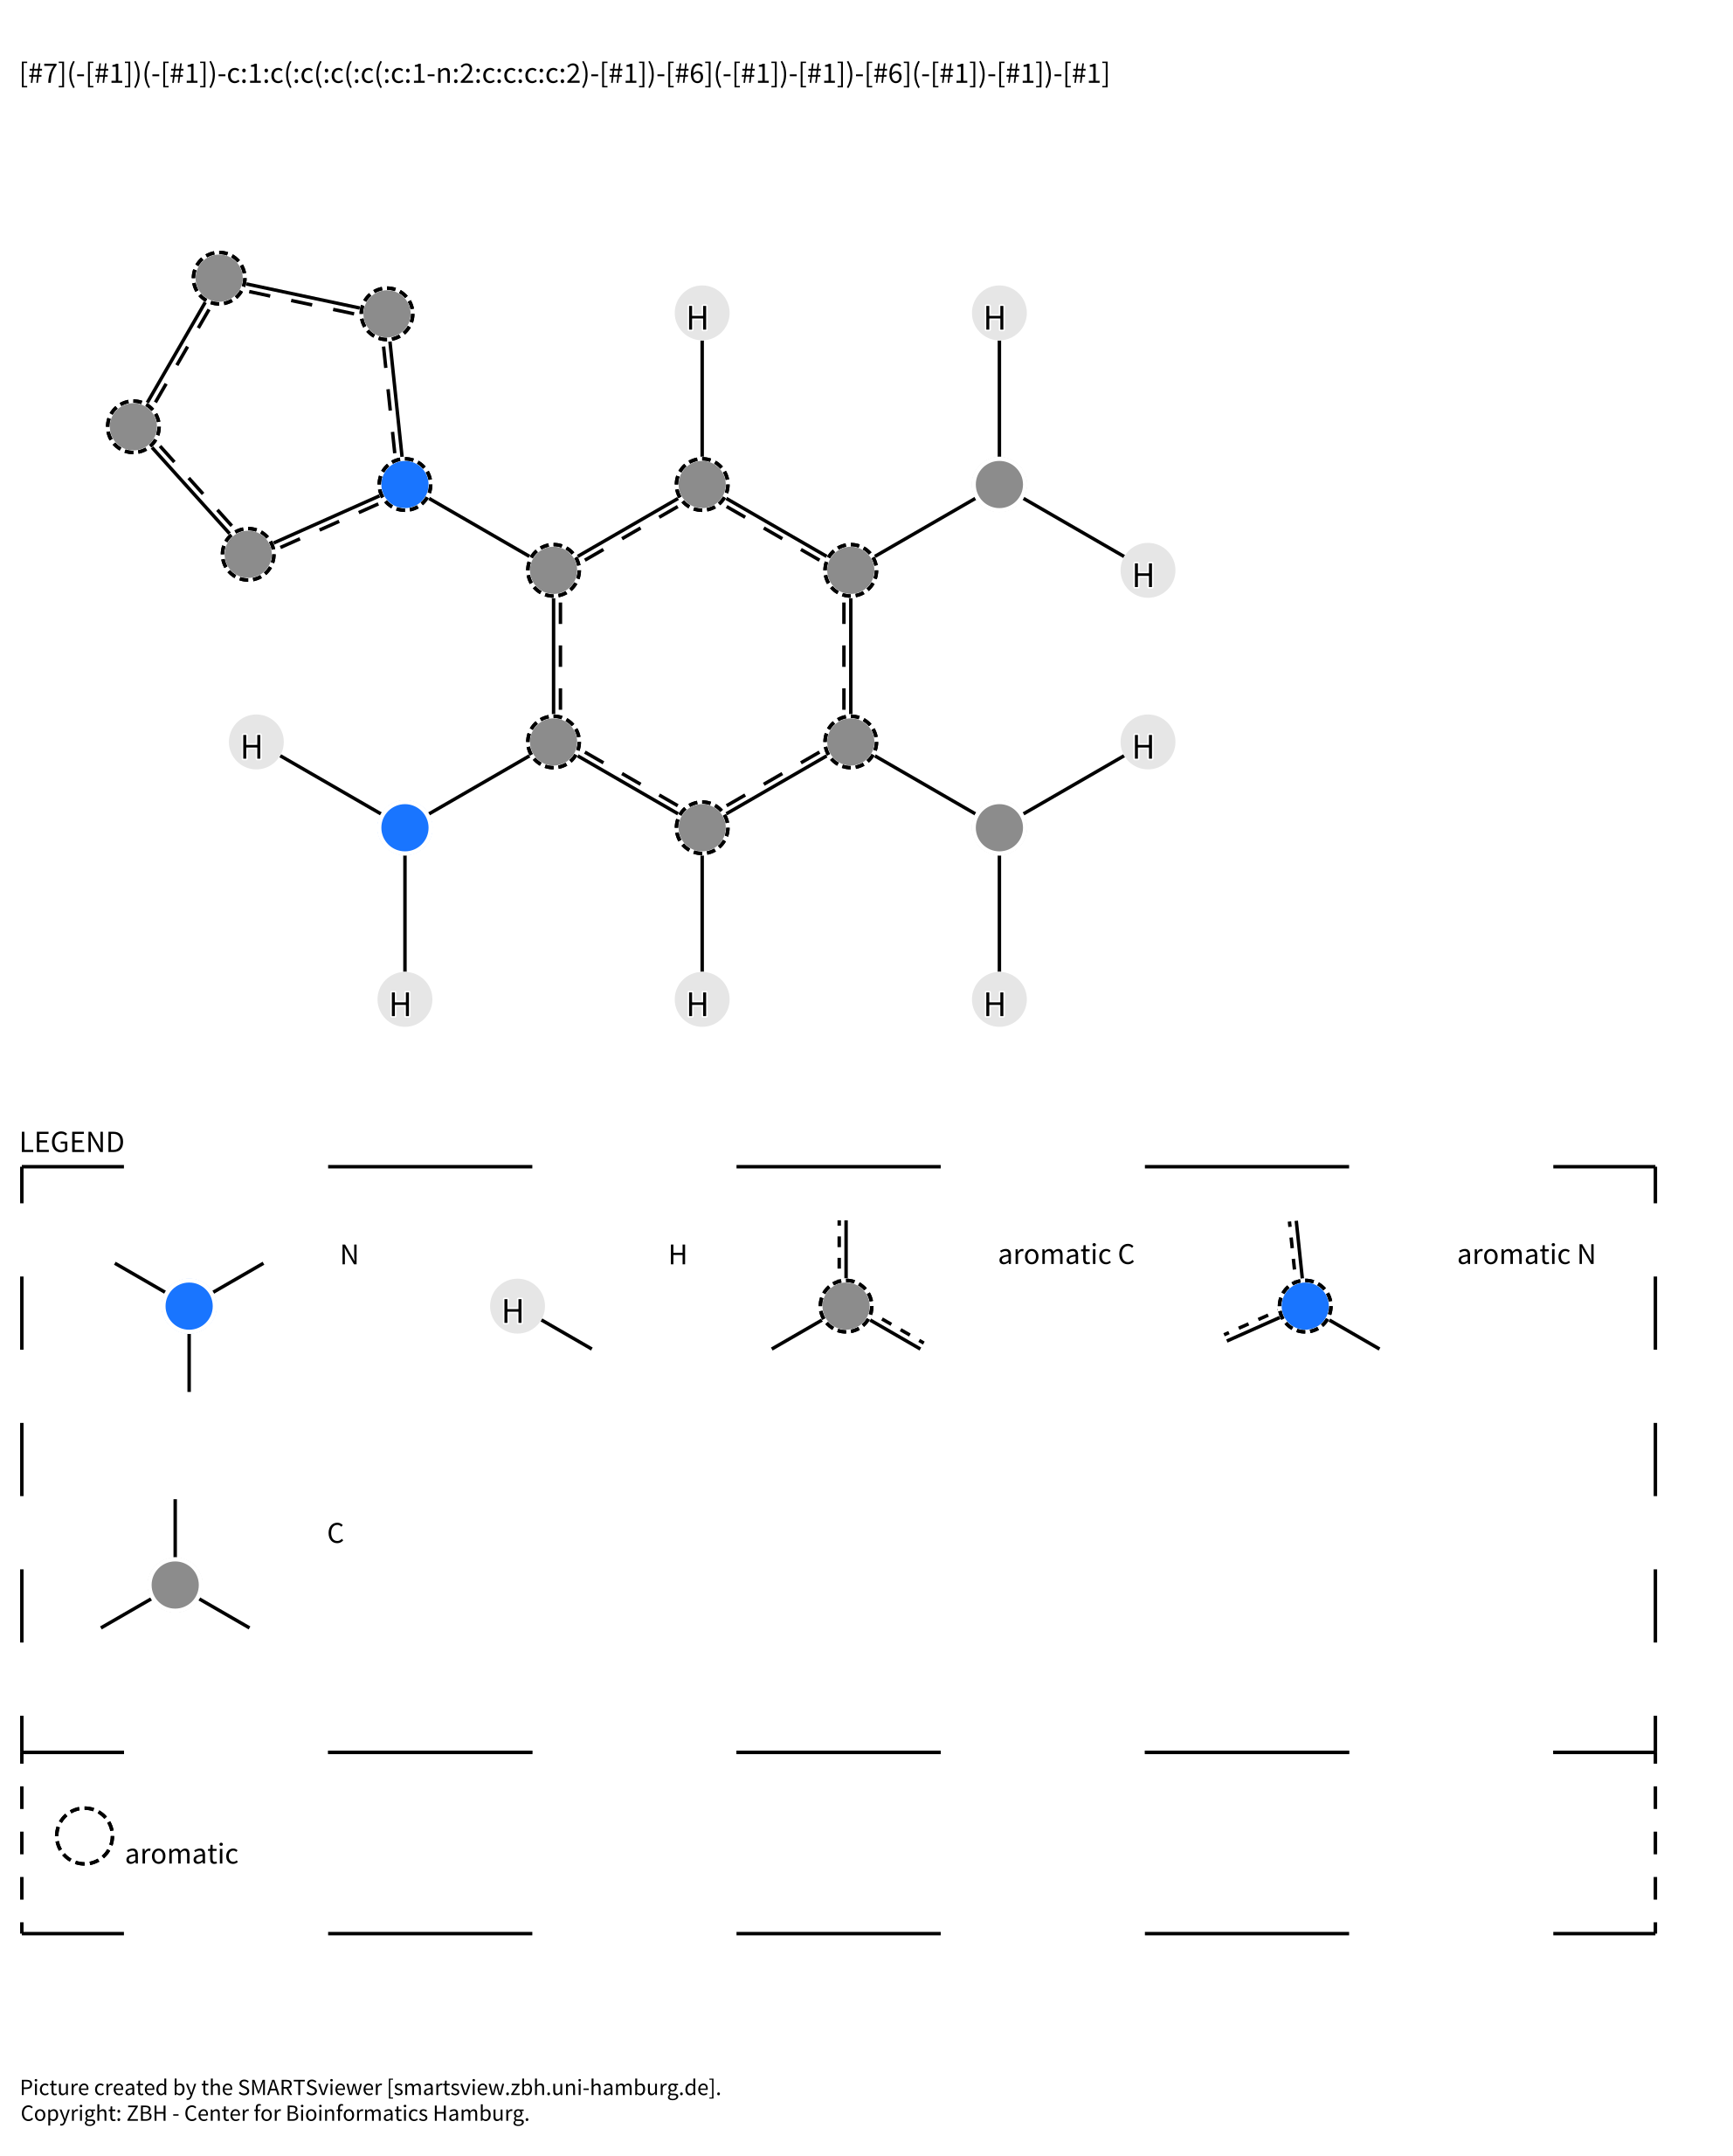 [#7](-[#1])(-[#1])-c:1:c(:c(:c(:c(:c:1-n:2:c:c:c:c:2)-[#1])-[#6](-[#1])-[#1])-[#6](-[#1])-[#1])-[#1]
H H
H
H H
H H H
LEGEND
N H aromatic C aromatic N
H
C
aromatic
Picture created by the SMARTSviewer [smartsview.zbh.uni-hamburg.de].
Copyright: ZBH - Center for Bioinformatics Hamburg.